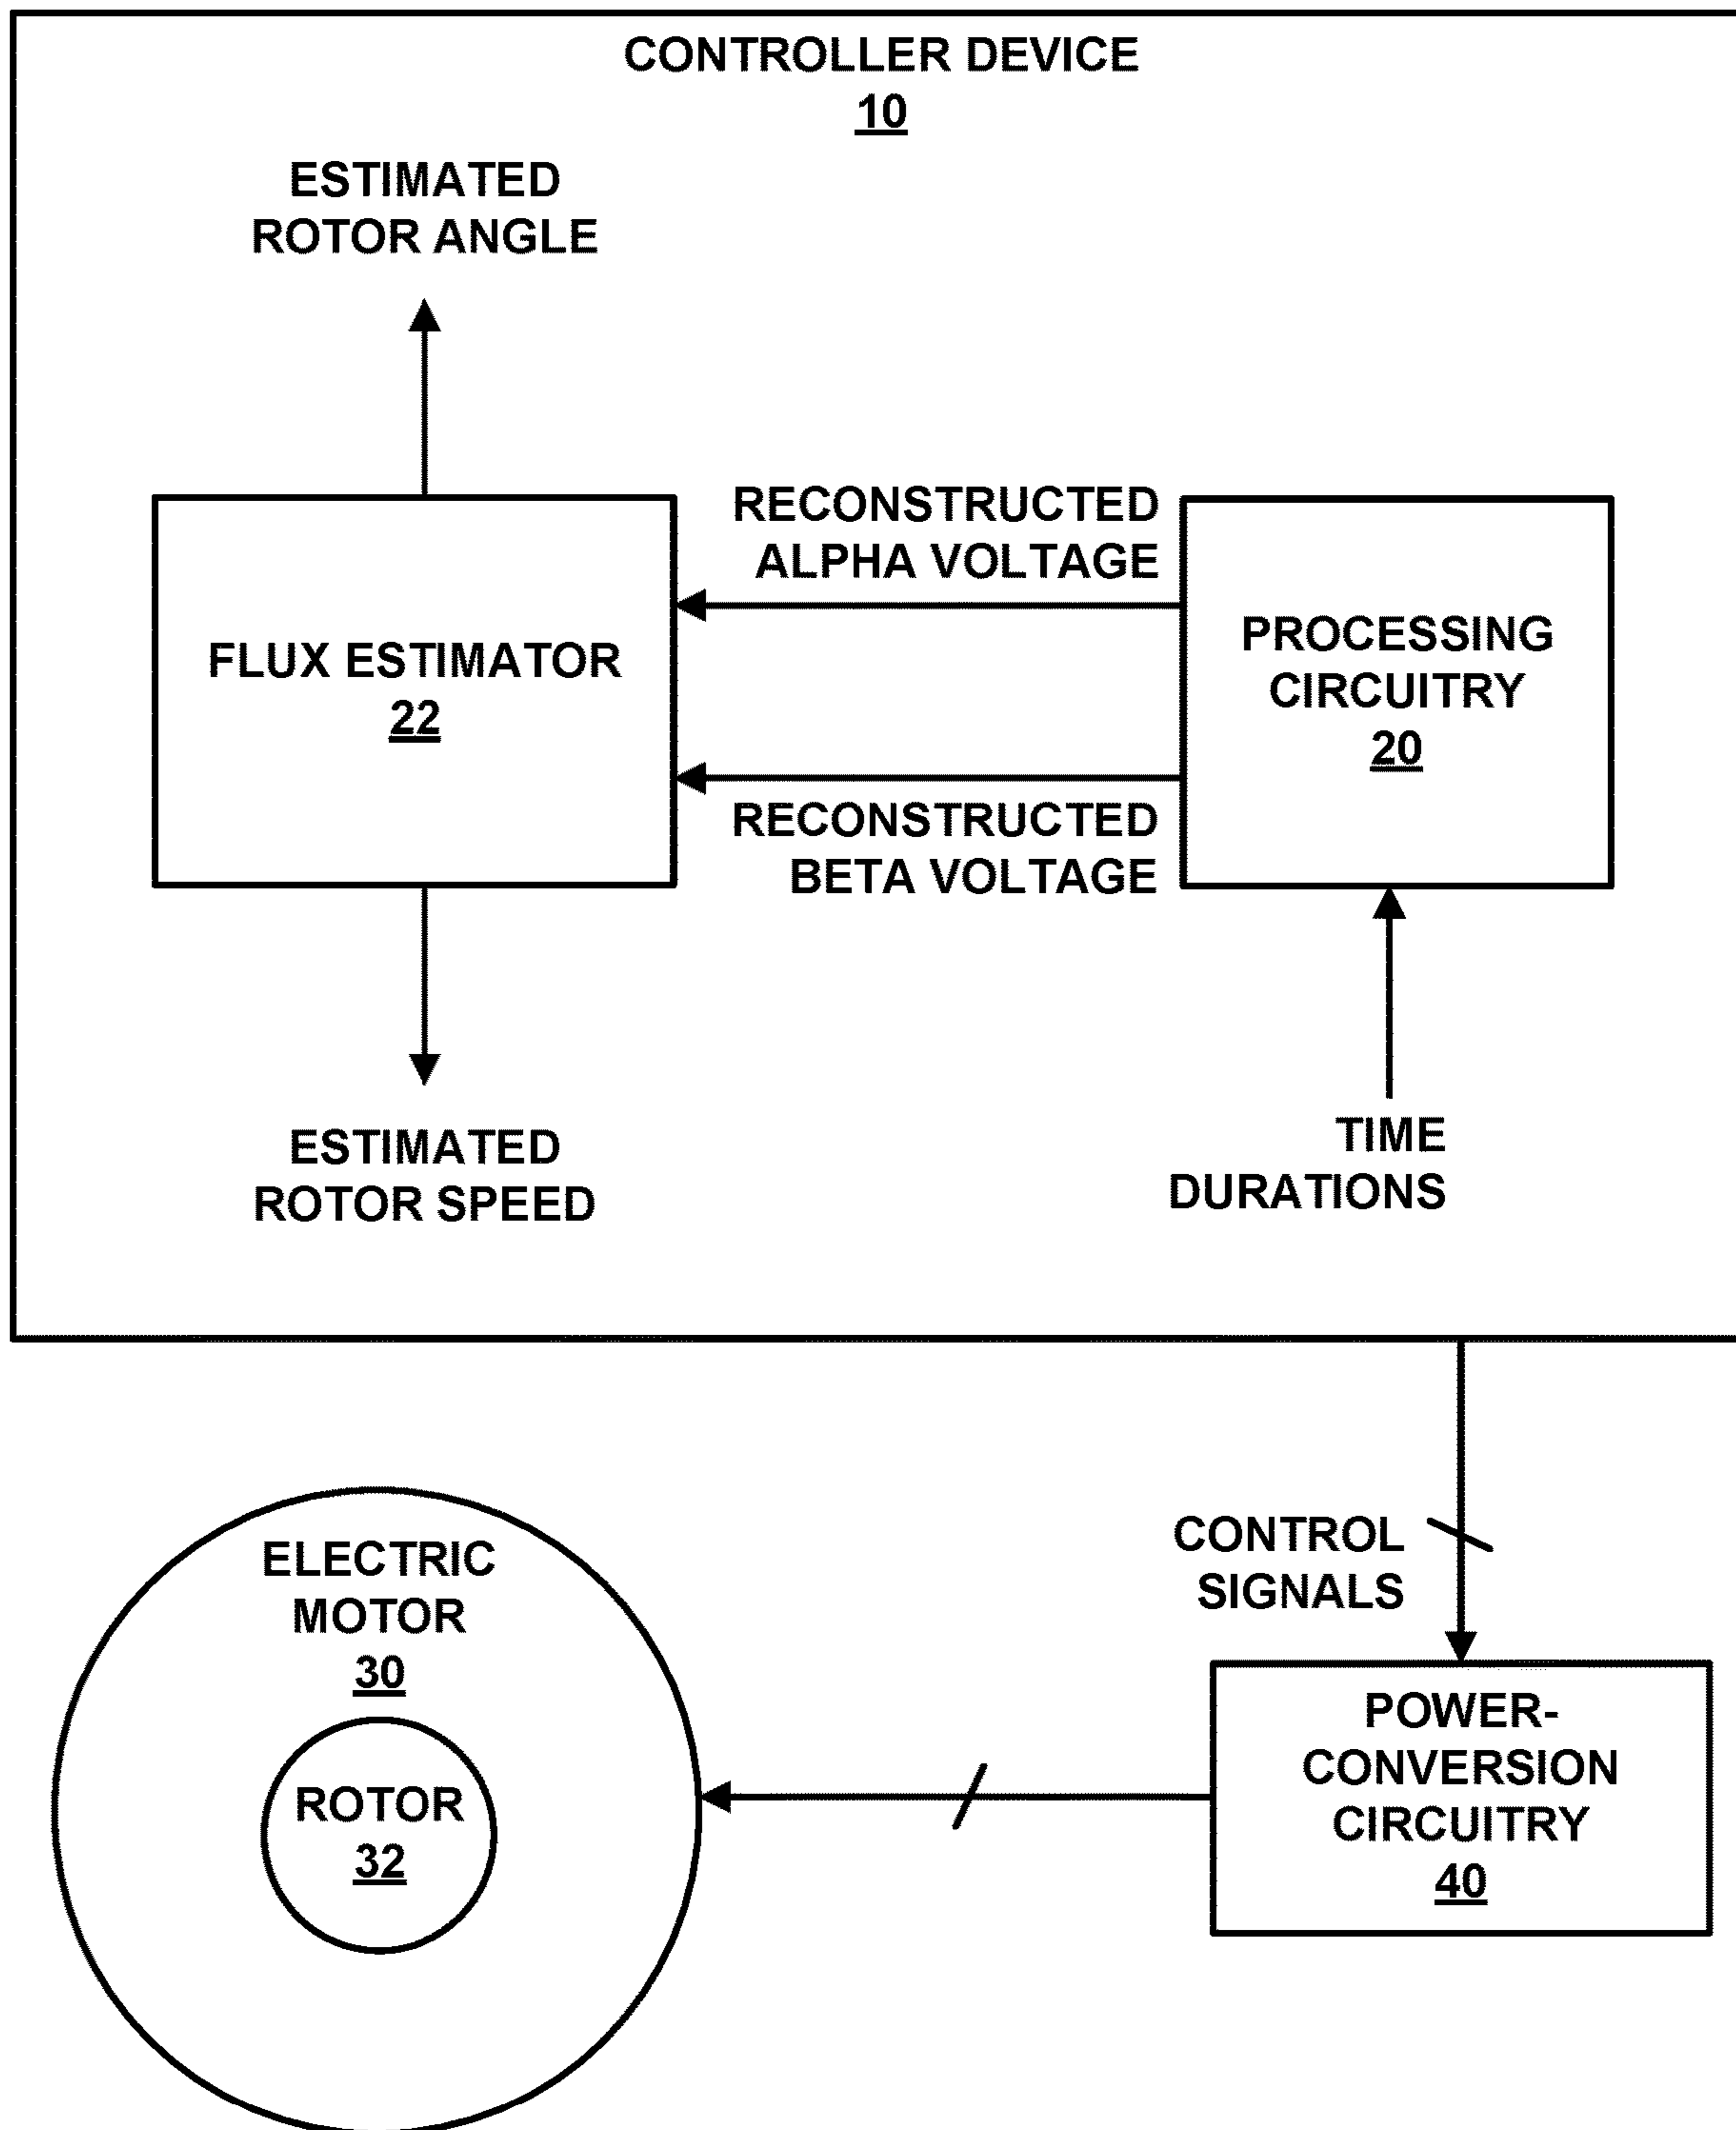 CONTROLLER DEVICE
10
ESTIMATED
ROTOR ANGLE
RECONSTRUCTED
ALPHA VOLTAGE
FLUX ESTIMATOR
22
PROCESSING
CIRCUITRY
20
RECONSTRUCTED
BETA VOLTAGE
ESTIMATED
ROTOR SPEED
TIME
DURATIONS
CONTROL
SIGNALS
ELECTRIC
MOTOR
30
ROTOR
32
POWER-
CONVERSION
CIRCUITRY
40